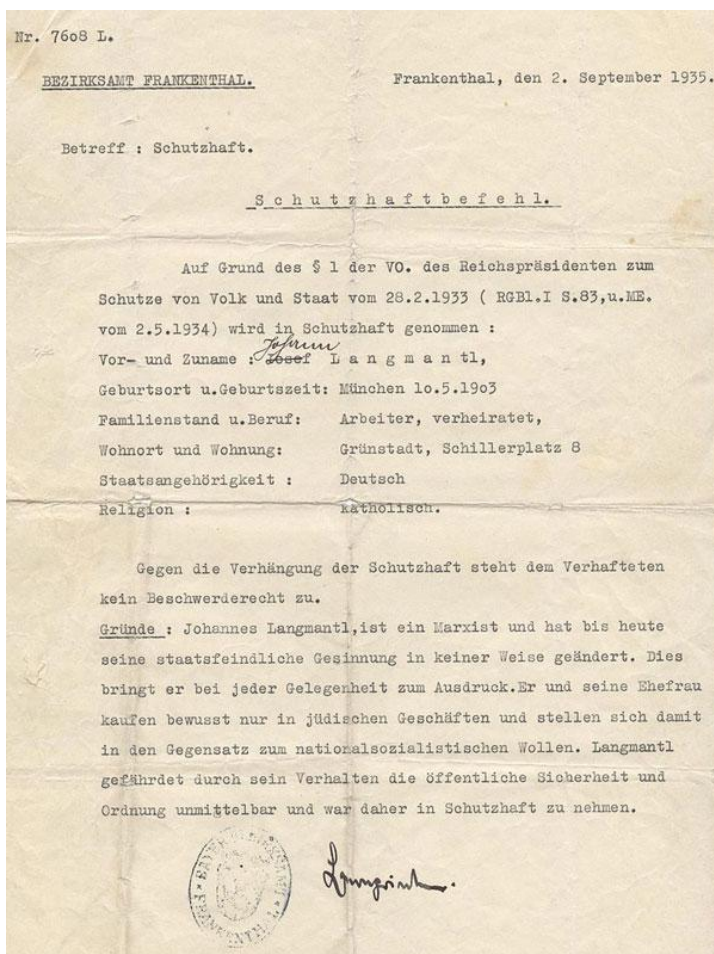 Nr. 7608 L.
BEZIRKSAMT FRANKENTHAL. Frankenthal, den 2. September 1935.
Betreff : Schutzhaft.
Schutzhaftbefehl.
Auf Grund des § 1 der VO. des Reichspräsidenten zum
Schutze von Volk und Staat vom 28.2.1933 ( RGBl.I S.83,u.ME.
vom 2.5.1934) wird in Schutzhaft genommen :
Johann
Vor- und Zuname : Josef Langmantl,
Geburtsort u.Geburtszeit: München 10.5.1903
Familienstand u.Beruf: Arbeiter, verheiratet,
Wohnort und Wohnung: Grünstadt, Schillerplatz 8
Staatsangehörigkeit : Deutsch
Religion : katholisch.
Gegen die Verhängung der Schutzhaft steht dem Verhafteten
kein Beschwerderecht zu.
Gründe : Johannes Langmantl,ist ein Marxist und hat bis heute
seine staatsfeindliche Gesinnung in keiner Weise geändert. Dies
bringt er bei jeder Gelegenheit zum Ausdruck.Er und seine Ehefrau
kaufen bewusst nur in jüdischen Geschäften und stellen sich damit
in den Gegensatz zum nationalsozialistischen Wollen. Langmantl
gefährdet durch sein Verhalten die öffentliche Sicherheit und
Ordnung unmittelbar und war daher in Schutzhaft zu nehmen.
BAYER. BEZIRKSAMT
FRANKENTHAL